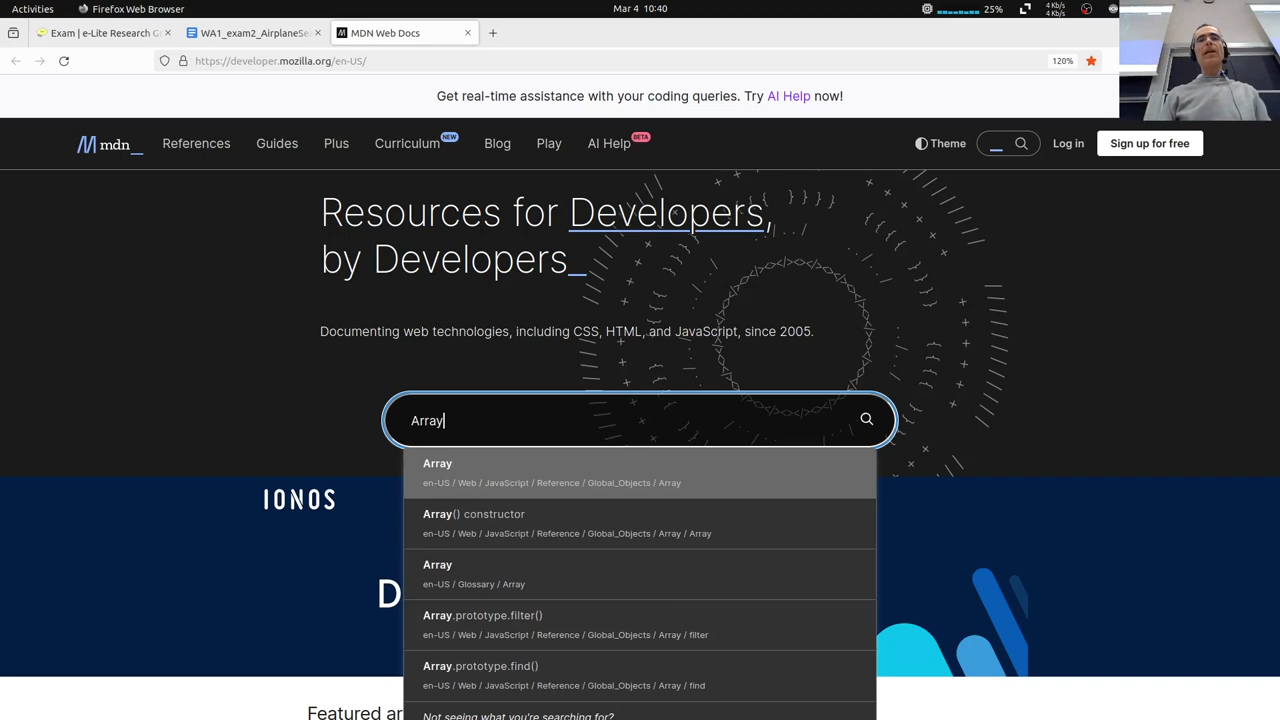 Activities
Firefox Web Browser
Mar 4 10:40
25%
4 Kb/s
4 Kb/s
Exam | e-Lite Research G
WA1_exam2_AirplaneSe
MDN Web Docs
https://developer.mozilla.org/en-US/
120%
Get real-time assistance with your coding queries. Try AI Help now!
mdn_
References
Guides
Plus
Curriculum NEW
Blog
Play
AI Help BETA
Theme
Log in
Sign up for free
Resources for Developers,
by Developers_
Documenting web technologies, including CSS, HTML, and JavaScript, since 2005.
Array
Array
en-US / Web / JavaScript / Reference / Global_Objects / Array
Array() constructor
en-US / Web / JavaScript / Reference / Global_Objects / Array / Array
Array
en-US / Glossary / Array
Array.prototype.filter()
en-US / Web / JavaScript / Reference / Global_Objects / Array / filter
Array.prototype.find()
en-US / Web / JavaScript / Reference / Global_Objects / Array / find
Not seeing what you're searching for?
IONOS
D
Featured ar